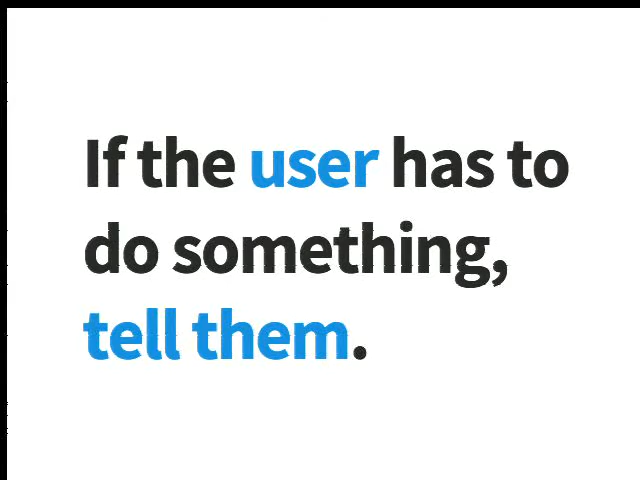 If the user has to
do something,
tell them.